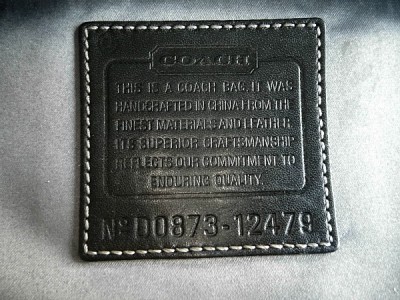 COACH
THIS IS A COACH BAG. IT WAS
HANDCRAFTED IN CHINA FROM THE
FINEST MATERIALS AND LEATHER.
ITS SUPERIOR CRAFTSMANSHIP
REFLECTS OUR COMMITMENT TO
ENDURING QUALITY.
No D0873-12479